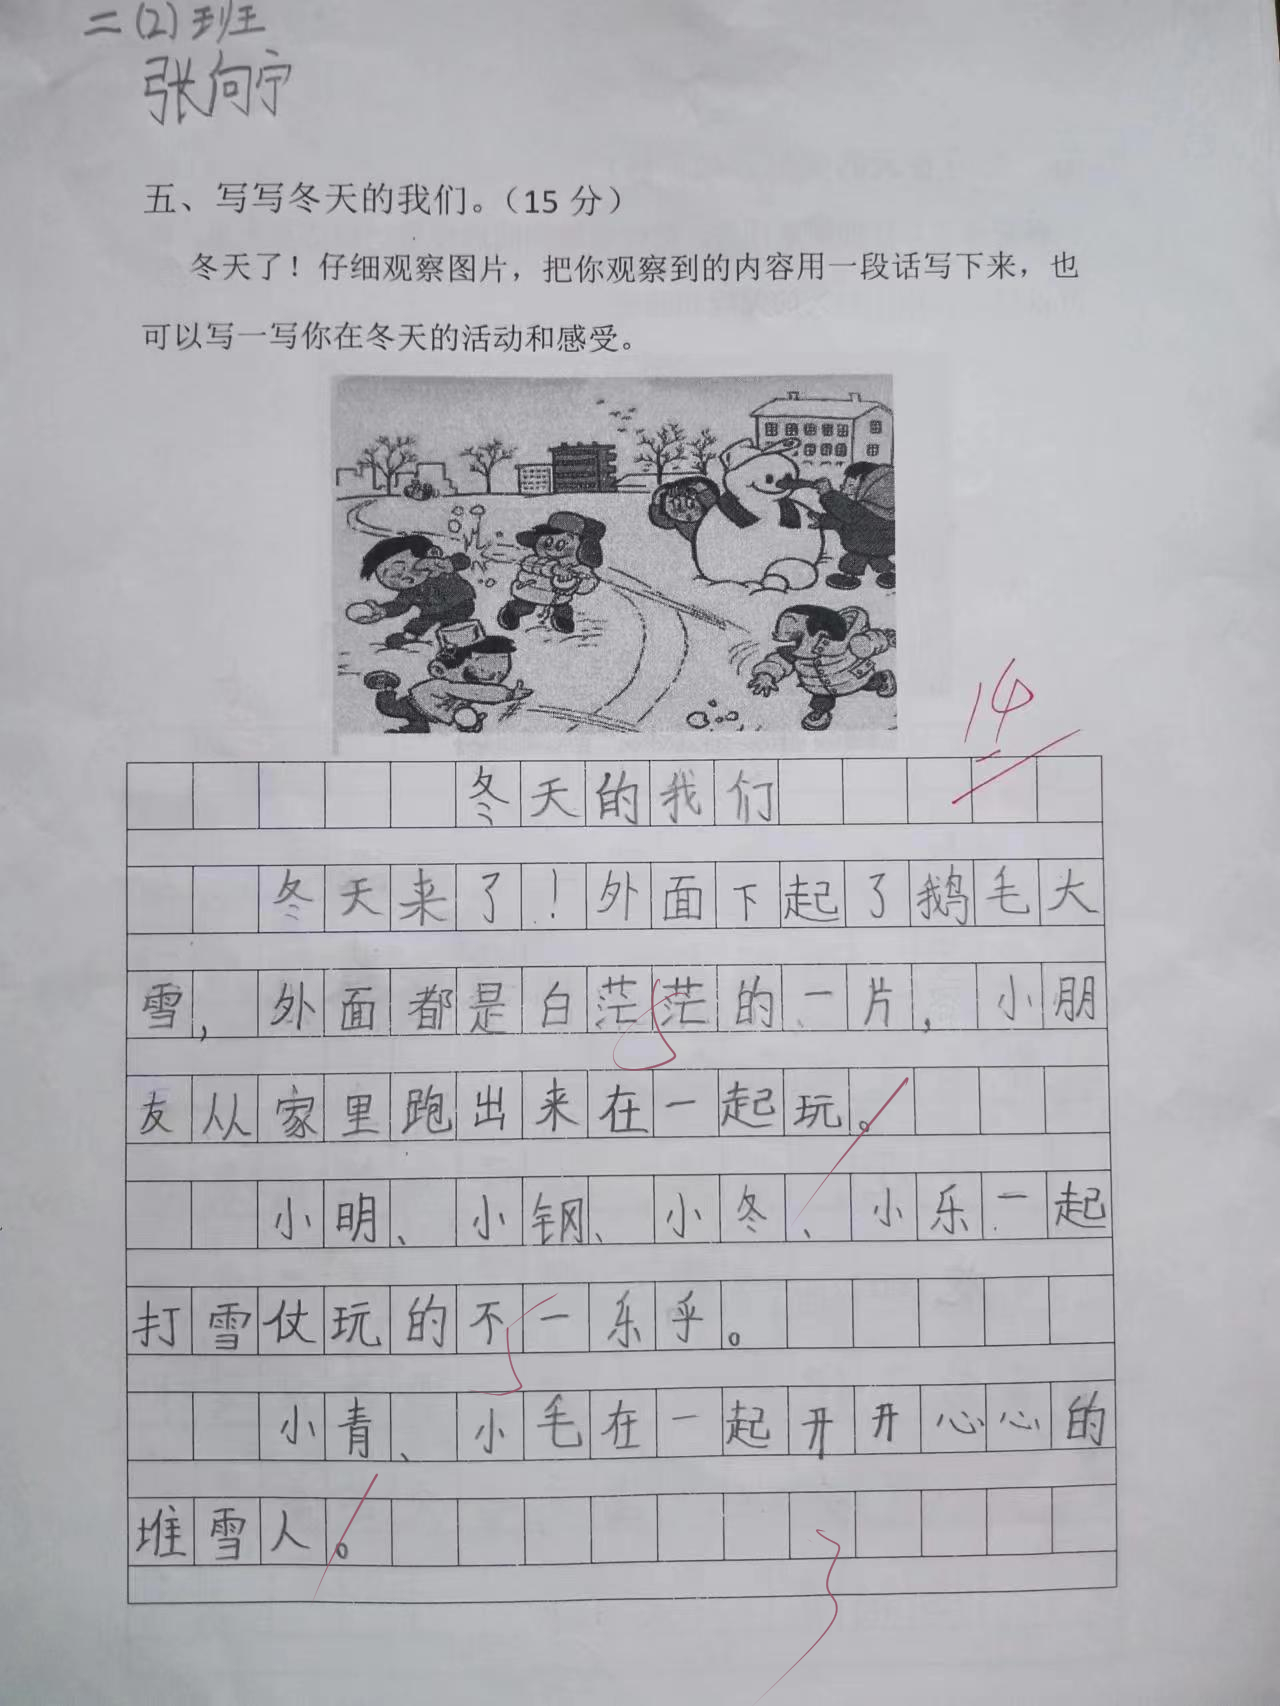 二(2)班
张向宁
五、写写冬天的我们。（15 分）
冬天了！仔细观察图片，把你观察到的内容用一段话写下来，也
可以写一写你在冬天的活动和感受。
14
冬天的我们
冬天来了！外面下起了鹅毛大
雪，外面都是白茫茫的一片，小朋
友从家里跑出来在一起玩。
小明、小钢、小冬、小乐一起
打雪仗玩的不一乐乎。
小青、小毛在一起开开心心的
堆雪人。